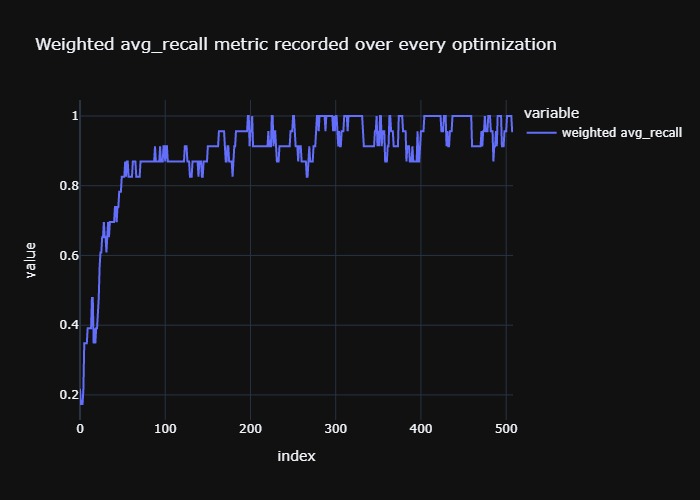 Weighted avg_recall metric recorded over every optimization
variable
weighted avg_recall
1
0.8
0.6
0.4
0.2
value
0
100
200
300
400
500
index